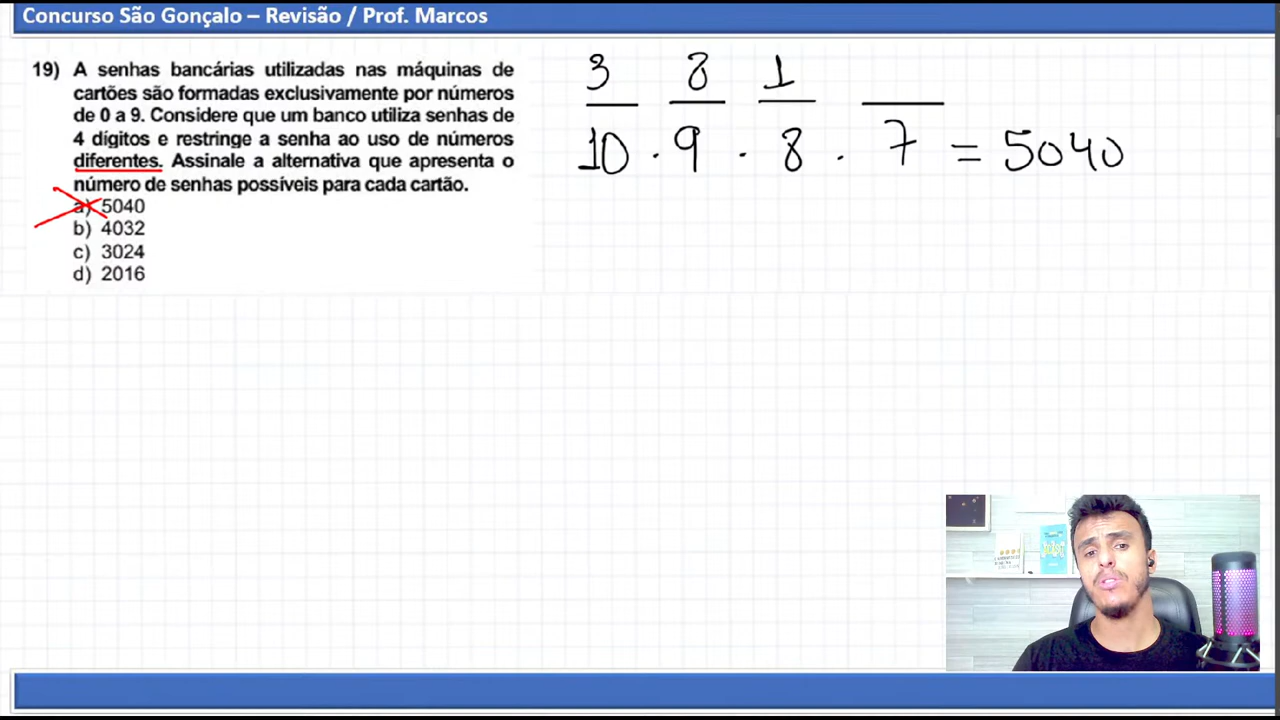 Concurso São Gonçalo – Revisão / Prof. Marcos
19) A senhas bancárias utilizadas nas máquinas de
cartões são formadas exclusivamente por números
de 0 a 9. Considere que um banco utiliza senhas de
4 dígitos e restringe a senha ao uso de números
diferentes. Assinale a alternativa que apresenta o
número de senhas possíveis para cada cartão.
a) 5040
b) 4032
c) 3024
d) 2016
3 8 1
10 . 9 . 8 . 7 = 5040